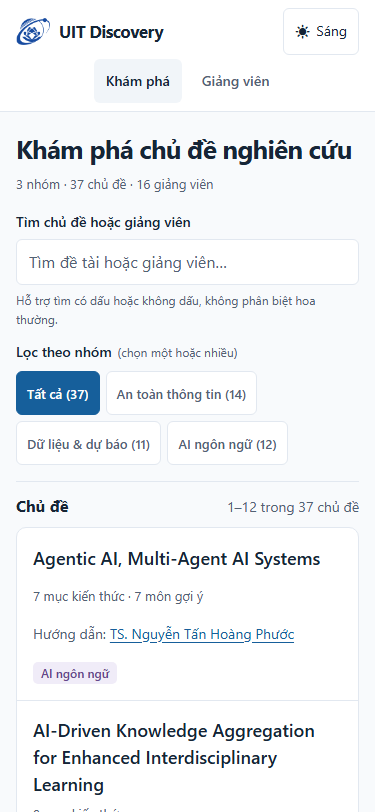 UIT Discovery
Sáng
Khám phá
Giảng viên
Khám phá chủ đề nghiên cứu
3 nhóm · 37 chủ đề · 16 giảng viên
Tìm chủ đề hoặc giảng viên
Tìm đề tài hoặc giảng viên...
Hỗ trợ tìm có dấu hoặc không dấu, không phân biệt hoa
thường.
Lọc theo nhóm (chọn một hoặc nhiều)
Tất cả (37)
An toàn thông tin (14)
Dữ liệu & dự báo (11)
AI ngôn ngữ (12)
Chủ đề
1–12 trong 37 chủ đề
Agentic AI, Multi-Agent AI Systems
7 mục kiến thức · 7 môn gợi ý
Hướng dẫn: TS. Nguyễn Tấn Hoàng Phước
AI ngôn ngữ
AI-Driven Knowledge Aggregation
for Enhanced Interdisciplinary
Learning